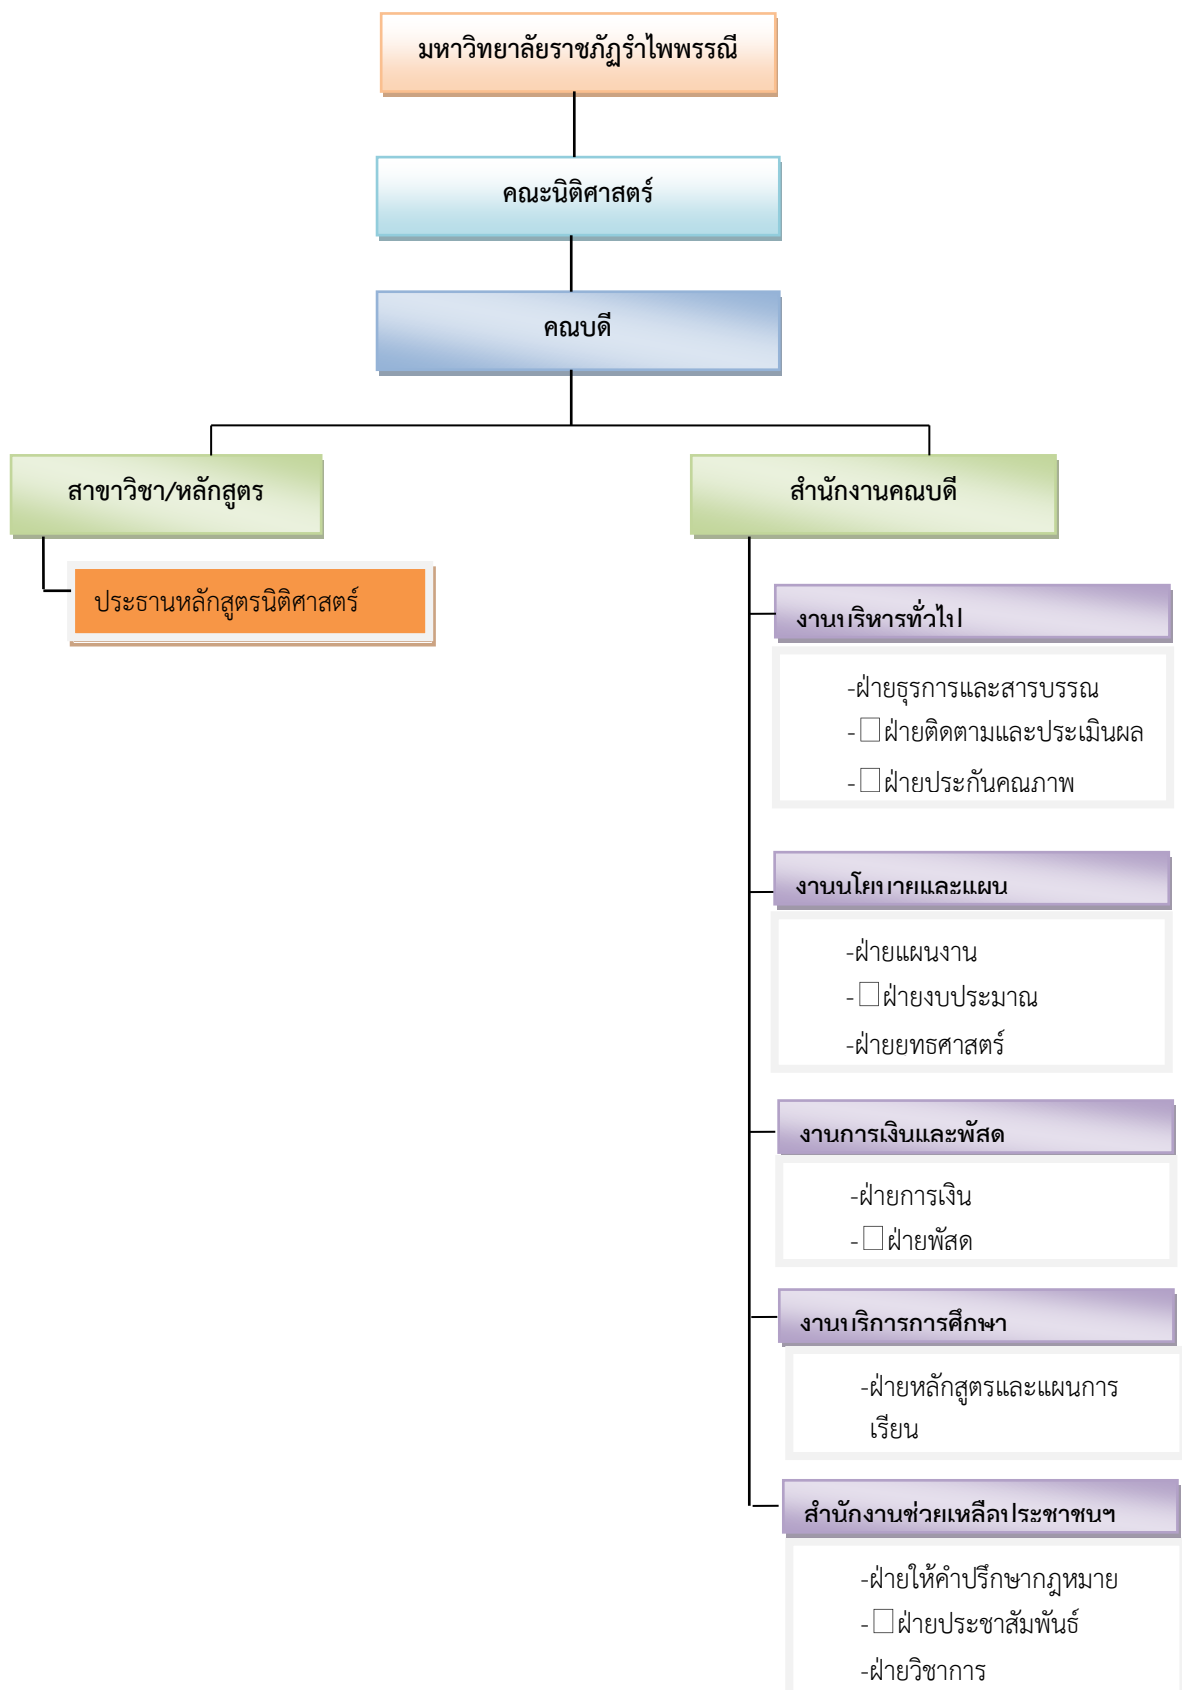 มหาวิทยาลัยราชภัฏรำไพพรรณี
คณะนิติศาสตร์
คณบดี
สาขาวิชา/หลักสูตร
ประธานหลักสูตรนิติศาสตร์
สำนักงานคณบดี
งานบริหารทั่วไป
-ฝ่ายธุรการและสารบรรณ
-□ฝ่ายติดตามและประเมินผล
-□ฝ่ายประกันคุณภาพ
งานนโยบายและแผน
-ฝ่ายแผนงาน
-□ฝ่ายงบประมาณ
-ฝ่ายยุทธศาสตร์
งานการเงินและพัสดุ
-ฝ่ายการเงิน
-□ฝ่ายพัสดุ
งานบริการการศึกษา
-ฝ่ายหลักสูตรและแผนการ
เรียน
สำนักงานช่วยเหลือประชาชนฯ
-ฝ่ายให้คำปรึกษากฎหมาย
-□ฝ่ายประชาสัมพันธ์
-ฝ่ายวิชาการ